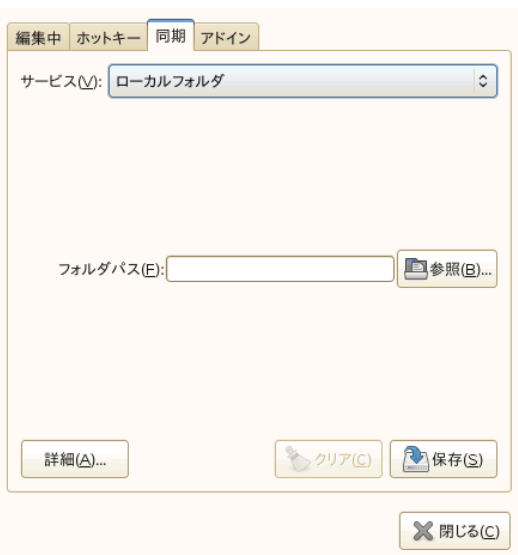 編集中 ホットキー 同期 アドイン
サービス(V): ローカルフォルダ
フォルダパス(F): 参照(B)...
詳細(A)... クリア(C) 保存(S)
閉じる(C)